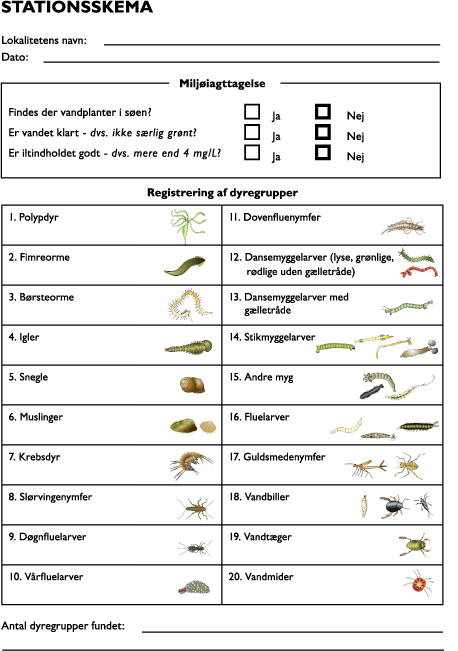 STATIONSSKEMA
Lokalitetens navn:
Dato:
Miljøiagttagelse
Findes der vandplanter i søen? Ja Nej
Er vandet klart - dvs. ikke særlig grønt? Ja Nej
Er iltindholdet godt - dvs. mere end 4 mg/L? Ja Nej
Registrering af dyregrupper
1. Polypdyr
2. Fimreorme
3. Børsteorme
4. Igler
5. Snegle
6. Muslinger
7. Krebsdyr
8. Slørvingenymfer
9. Døgnfluelarver
10. Vårfluelarver
11. Dovenfluenymfer
12. Dansemyggelarver (lyse, grønlige,
rødlige uden gælletråde)
13. Dansemyggelarver med
gælletråde
14. Stikmyggelarver
15. Andre myg
16. Fluelarver
17. Guldsmedenymfer
18. Vandbiller
19. Vandtæger
20. Vandmider
Antal dyregrupper fundet: